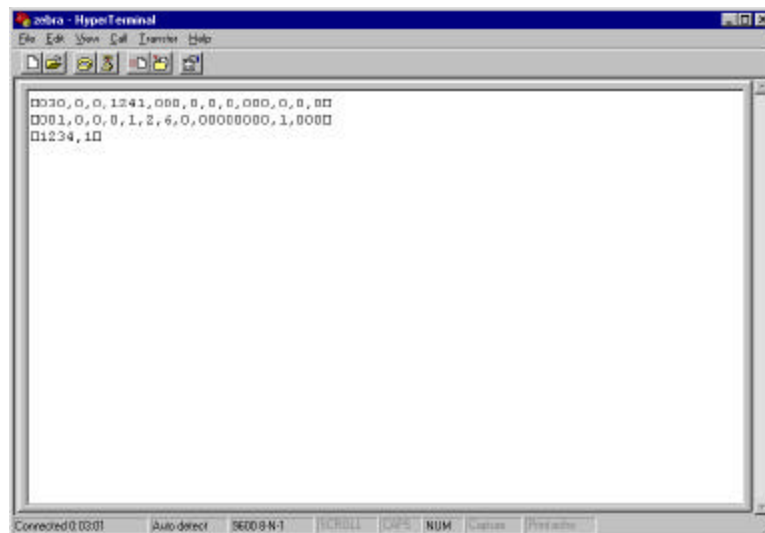 zebra - HyperTerminal
File Edit View Call Transfer Help
030,0,0,1241,000,0,0,0,000,0,0,0
001,0,0,0,1,2,6,0,00000000,1,000
1234,1
Connected 0:03:01 Auto detect 9600 8-N-1 SCROLL CAPS NUM Capture Print echo